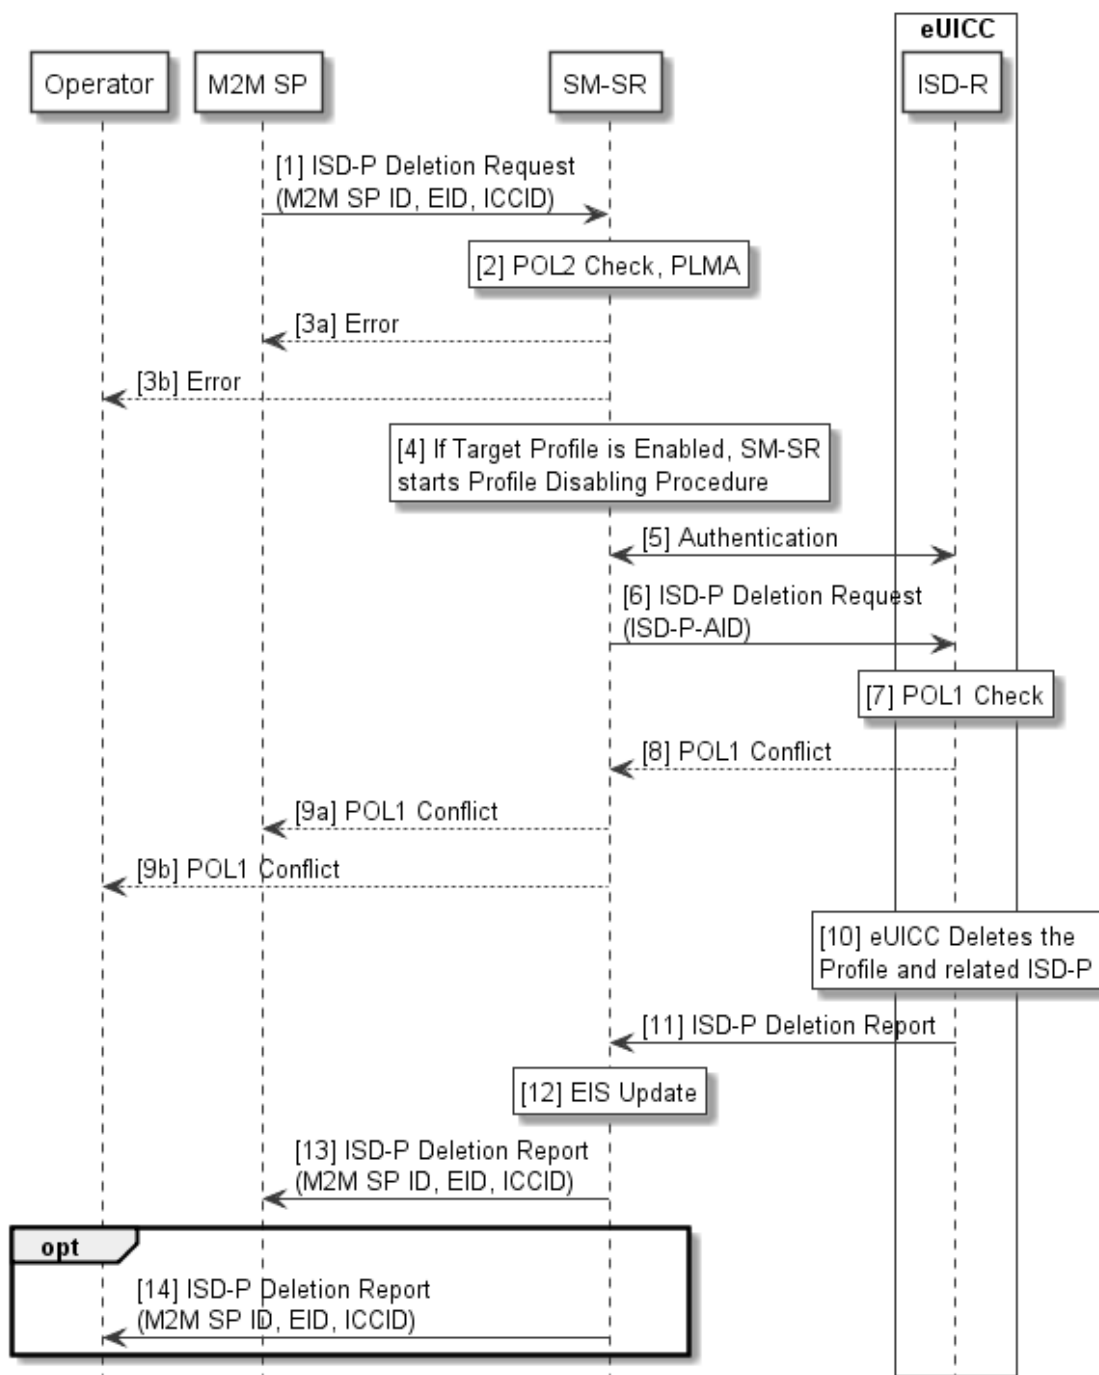 eUICC
Operator
M2M SP
SM-SR
ISD-R
[1] ISD-P Deletion Request
(M2M SP ID, EID, ICCID)
[2] POL2 Check, PLMA
[3a] Error
[3b] Error
[4] If Target Profile is Enabled, SM-SR
starts Profile Disabling Procedure
[5] Authentication
[6] ISD-P Deletion Request
(ISD-P-AID)
[7] POL1 Check
[8] POL1 Conflict
[9a] POL1 Conflict
[9b] POL1 Conflict
[10] eUICC Deletes the
Profile and related ISD-P
[11] ISD-P Deletion Report
[12] EIS Update
[13] ISD-P Deletion Report
(M2M SP ID, EID, ICCID)
opt
[14] ISD-P Deletion Report
(M2M SP ID, EID, ICCID)